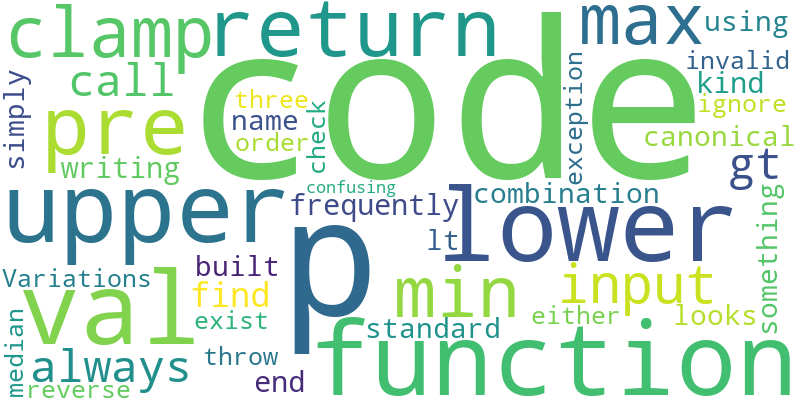 clamp return max using
code
simply call three name order check exception invalid kind ignore
pre writing canonical
upper confusing frequently lower combination gt
p lt
Variations built min input something
val find exist standard either looks
median always throw function
reverse end